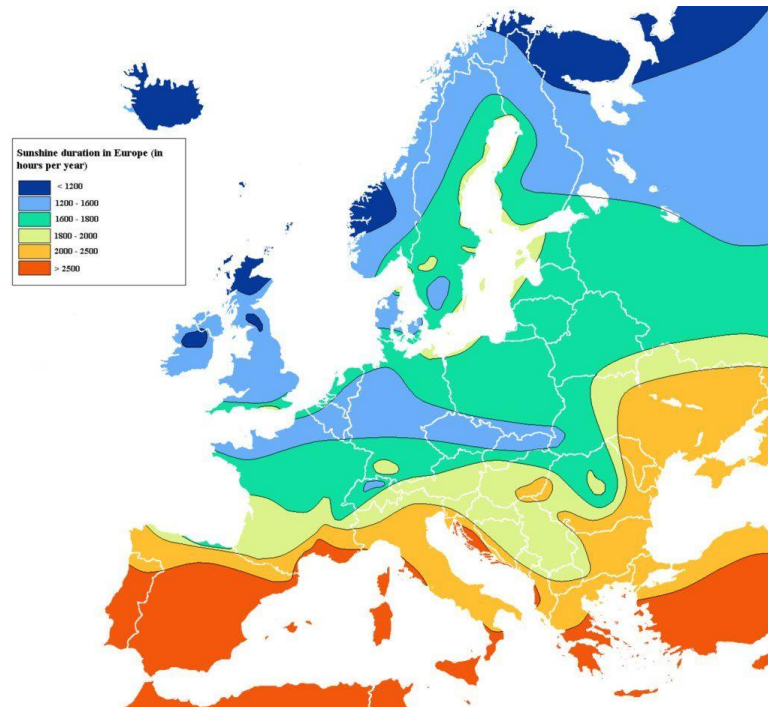 Sunshine duration in Europe (in
hours per year)
< 1200
1200 - 1600
1600 - 1800
1800 - 2000
2000 - 2500
> 2500